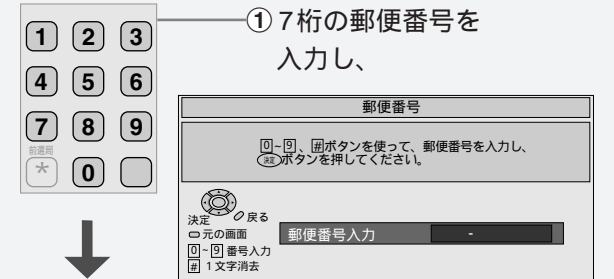 ① 7桁の郵便番号を
入力し、
1 2 3
4 5 6
7 8 9
前選局
* 0
郵便番号
0~9、#ボタンを使って、郵便番号を入力し、
決定ボタンを押してください。
決定 戻る
元の画面
0~9 番号入力
# 1文字消去
郵便番号入力 -